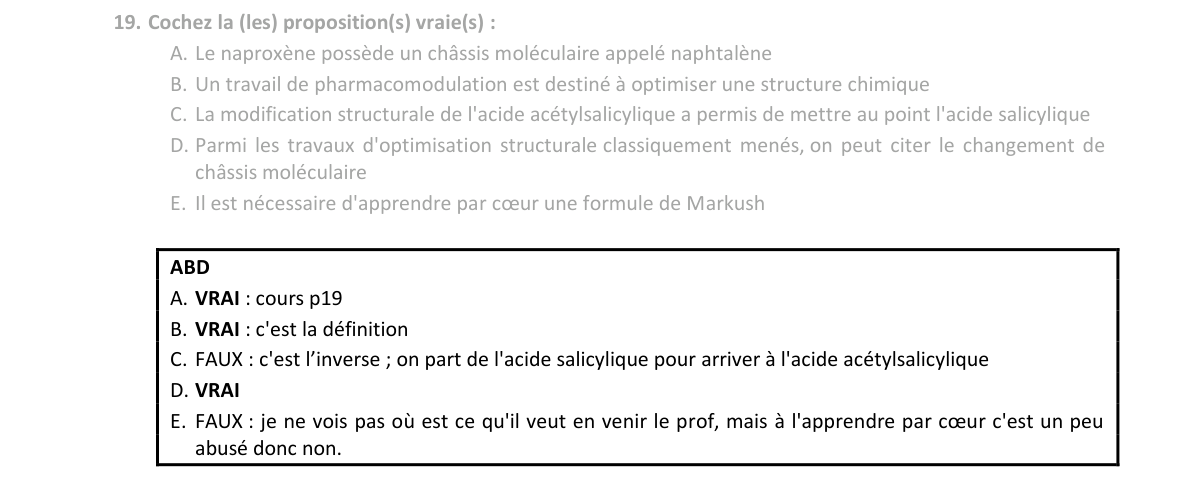 19. Cochez la (les) proposition(s) vraie(s) :
A. Le naproxène possède un châssis moléculaire appelé naphtalène
B. Un travail de pharmacomodulation est destiné à optimiser une structure chimique
C. La modification structurale de l'acide acétylsalicylique a permis de mettre au point l'acide salicylique
D. Parmi les travaux d'optimisation structurale classiquement menés, on peut citer le changement de
châssis moléculaire
E. Il est nécessaire d'apprendre par cœur une formule de Markush
ABD
A. VRAI : cours p19
B. VRAI : c'est la définition
C. FAUX : c'est l’inverse ; on part de l'acide salicylique pour arriver à l'acide acétylsalicylique
D. VRAI
E. FAUX : je ne vois pas où est ce qu'il veut en venir le prof, mais à l'apprendre par cœur c'est un peu
abusé donc non.